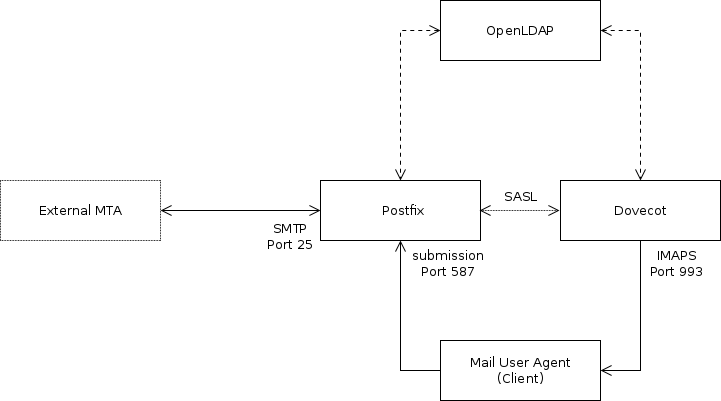 OpenLDAP
External MTA
Postfix
SASL
Dovecot
SMTP
Port 25
submission
Port 587
IMAPS
Port 993
Mail User Agent
(Client)